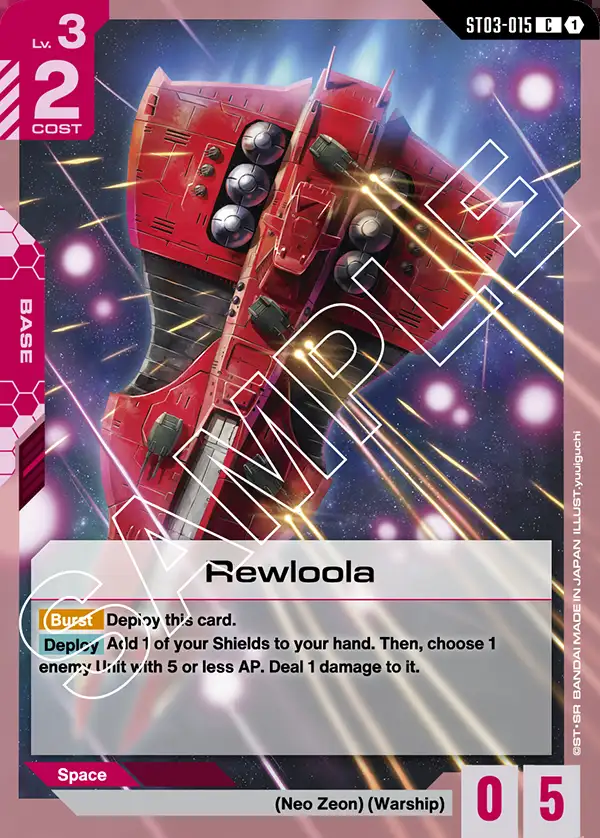 ST03-015 C 1
Lv. 3
2
COST
BASE
SAMPLE
Rewloola
Burst Deploy this card.
Deploy Add 1 of your Shields to your hand. Then, choose 1
enemy Unit with 5 or less AP. Deal 1 damage to it.
Space
(Neo Zeon) (Warship)
0 5
©ST・SR BANDAI MADE IN JAPAN ILLUST.yuuiguchi